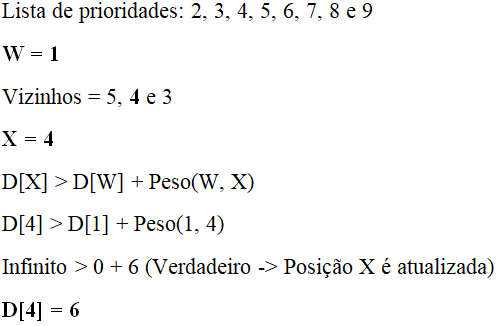 Lista de prioridades: 2, 3, 4, 5, 6, 7, 8 e 9
W = 1
Vizinhos = 5, 4 e 3
X = 4
D[X] > D[W] + Peso(W, X)
D[4] > D[1] + Peso(1, 4)
Infinito > 0 + 6 (Verdadeiro -> Posição X é atualizada)
D[4] = 6